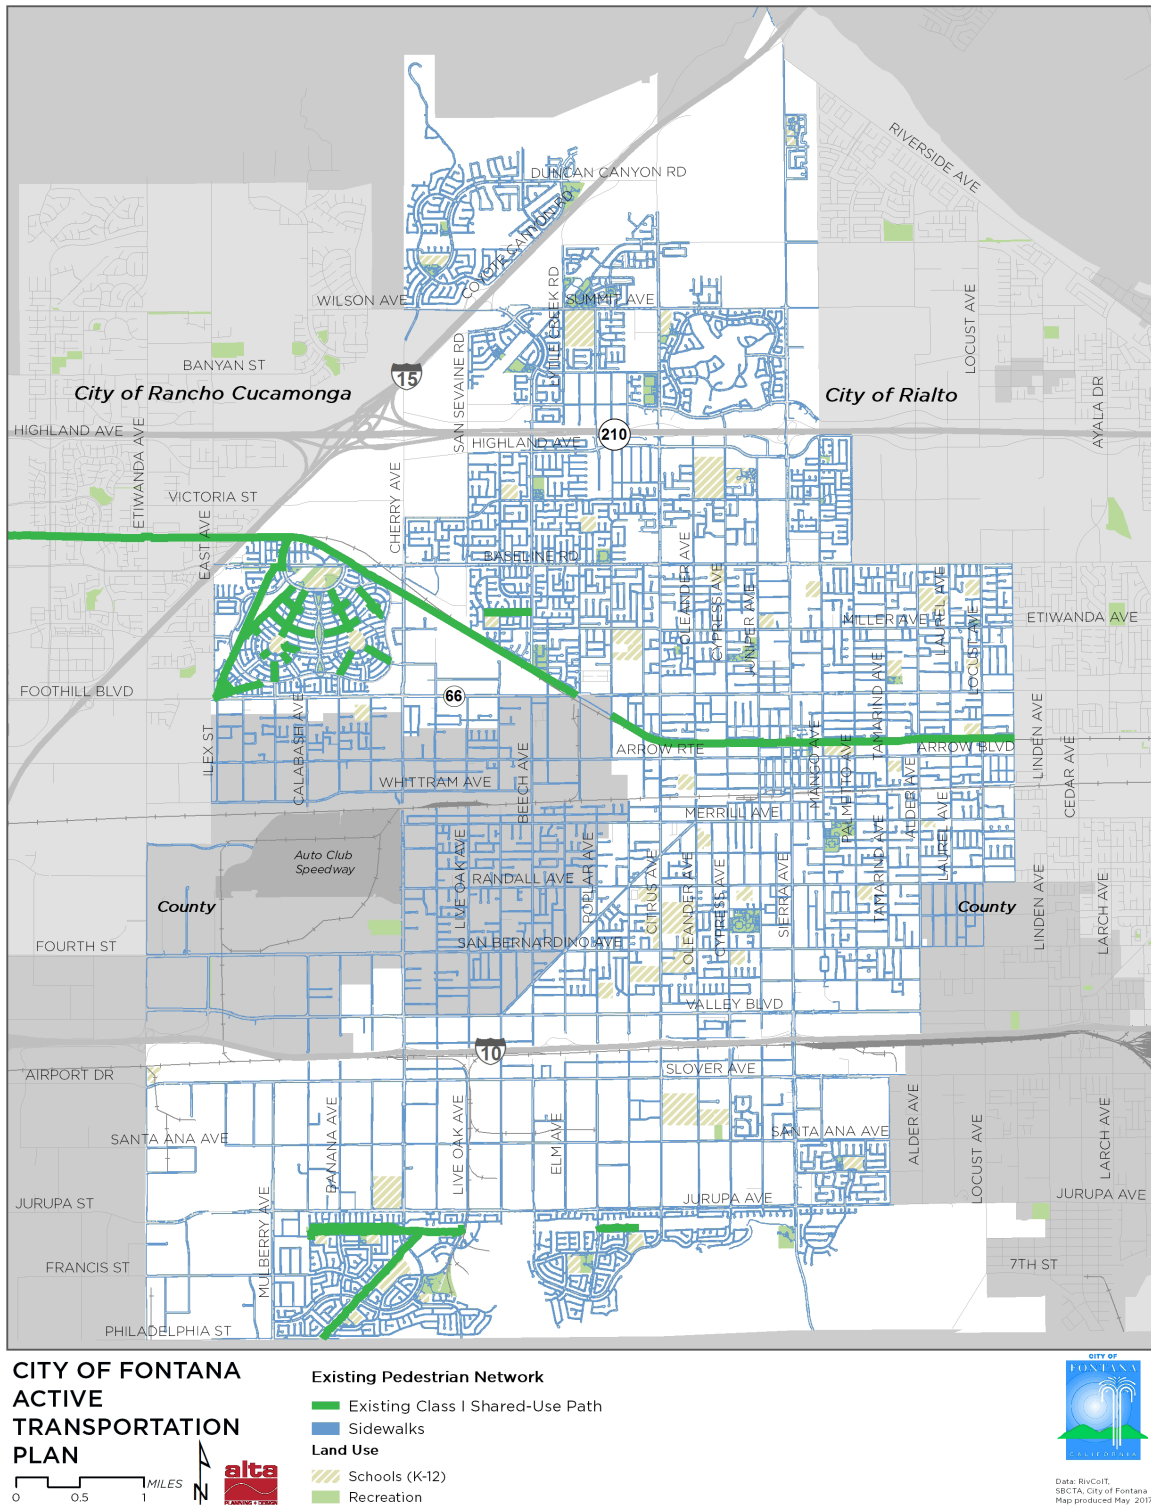 RIVERSIDE AVE
DUNCAN CANYON RD
COYOTE CANYON RD
WILSON AVE
SUMMIT AVE
LYTLE CREEK RD
LOCUST AVE
SAN SEVAINE RD
BANYAN ST
15
City of Rancho Cucamonga
City of Rialto
AYALA DR
HIGHLAND AVE
ETIWANDA AVE
HIGHLAND AVE
210
VICTORIA ST
CHERRY AVE
EAST AVE
BASELINE RD
OLEANDER AVE
CYPRESS AVE
JUNIPER AVE
MILLER AVE
LAUREL AVE
LOCUST AVE
ETIWANDA AVE
TAMARIND AVE
FOOTHILL BLVD
66
ILEX ST
CALABASH AVE
BEECH AVE
ARROW RTE
MANGO AVE
PALMETTO AVE
ARROW BLVD
LINDEN AVE
CEDAR AVE
WHITTRAM AVE
ALDER AVE
MERRILL AVE
Auto Club
Speedway
LIVE OAK AVE
RANDALL AVE
POPLAR AVE
CITRUS AVE
OLEANDER AVE
CYPRESS AVE
SIERRA AVE
TAMARIND AVE
LAUREL AVE
LINDEN AVE
LARCH AVE
County
County
FOURTH ST
SAN BERNARDINO AVE
VALLEY BLVD
10
AIRPORT DR
SLOVER AVE
BANANA AVE
LIVE OAK AVE
ELM AVE
SANTA ANA AVE
SANTA ANA AVE
ALDER AVE
LOCUST AVE
LARCH AVE
JURUPA ST
MULBERRY AVE
JURUPA AVE
JURUPA AVE
FRANCIS ST
7TH ST
PHILADELPHIA ST
CITY OF FONTANA
ACTIVE
TRANSPORTATION
PLAN
0 0.5 1 MILES
N
alta
PLANNING + DESIGN
Existing Pedestrian Network
Existing Class I Shared-Use Path
Sidewalks
Land Use
Schools (K-12)
Recreation
CITY OF
FONTANA
CALIFORNIA
Data: RivCoIT,
SBCTA, City of Fontana
Map produced May 2017